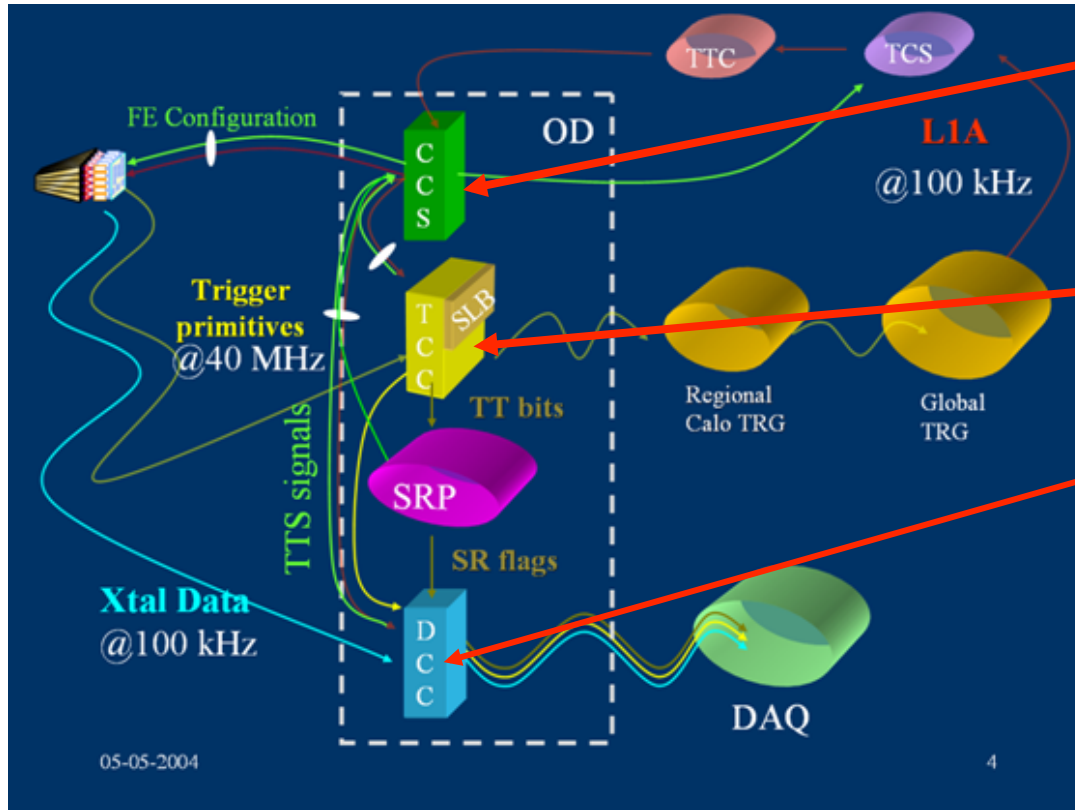 TTC
TCS
FE Configuration
OD
L1A
@100 kHz
C
C
S
Trigger
primitives
@40 MHz
T
C
C
SLB
TT bits
Regional
Calo TRG
Global
TRG
TTS signals
SRP
SR flags
Xtal Data
@100 kHz
D
C
C
DAQ
05-05-2004
4